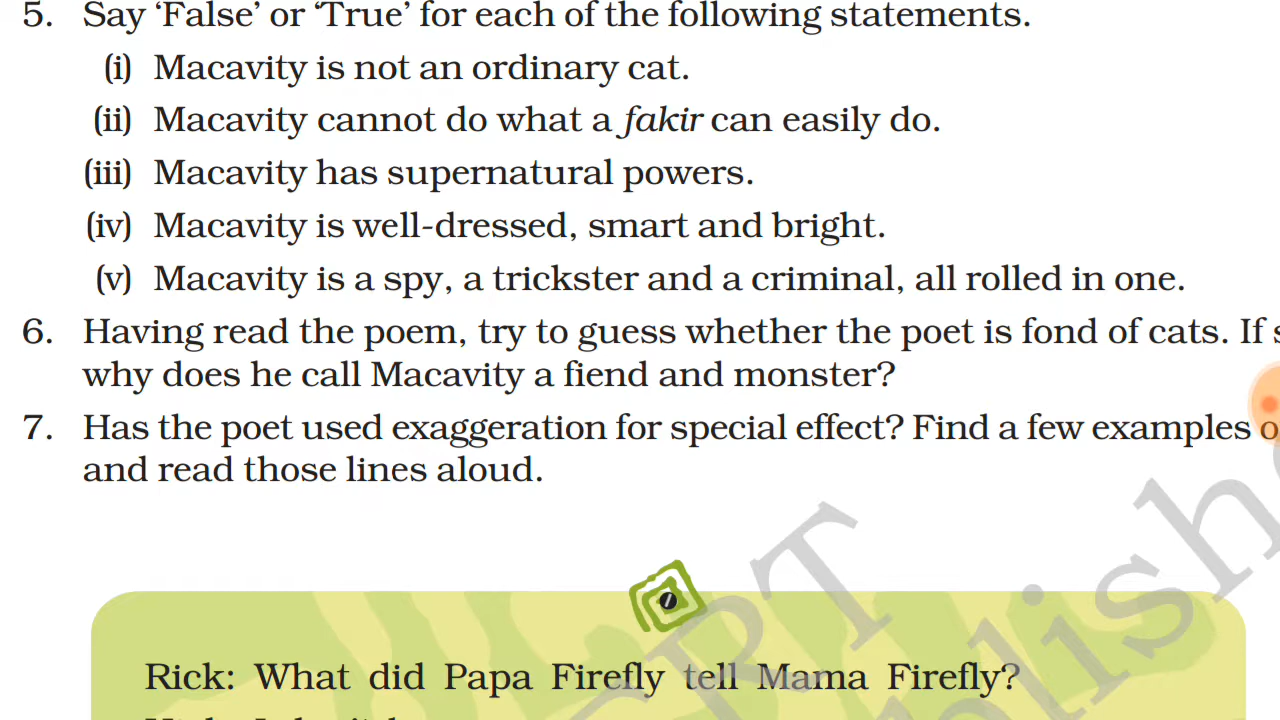 5. Say ‘False’ or ‘True’ for each of the following statements.
(i) Macavity is not an ordinary cat.
(ii) Macavity cannot do what a fakir can easily do.
(iii) Macavity has supernatural powers.
(iv) Macavity is well-dressed, smart and bright.
(v) Macavity is a spy, a trickster and a criminal, all rolled in one.
6. Having read the poem, try to guess whether the poet is fond of cats. If
why does he call Macavity a fiend and monster?
7. Has the poet used exaggeration for special effect? Find a few examples
and read those lines aloud.
Rick: What did Papa Firefly tell Mama Firefly?